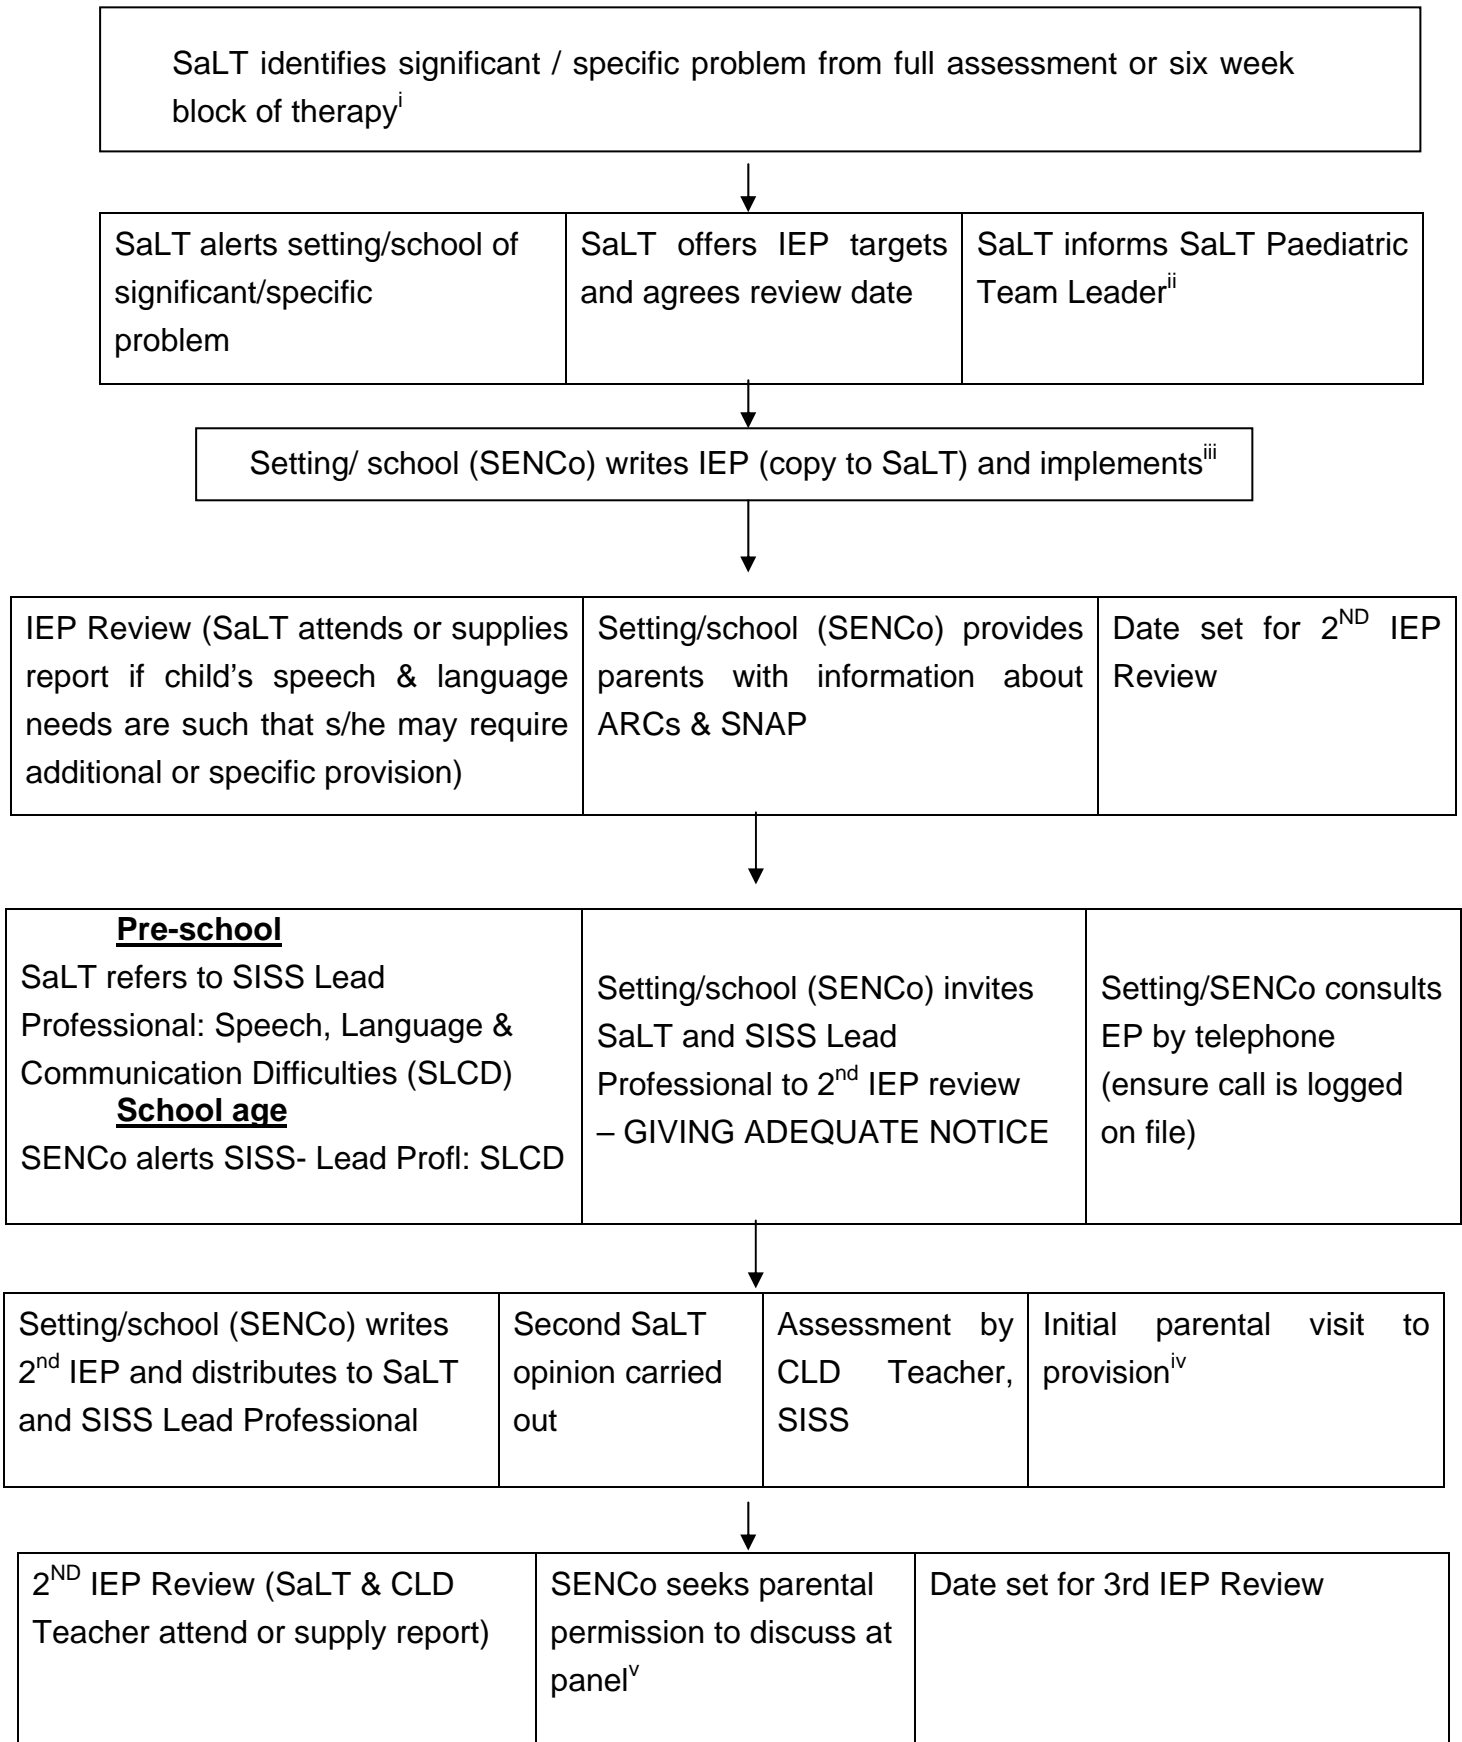 SaLT identifies significant / specific problem from full assessment or six week
block of therapyⁱ
SaLT alerts setting/school of
significant/specific
problem
SaLT offers IEP targets
and agrees review date
SaLT informs SaLT Paediatric
Team Leaderⁱⁱ
Setting/ school (SENCo) writes IEP (copy to SaLT) and implementsⁱⁱⁱ
IEP Review (SaLT attends or supplies
report if child’s speech & language
needs are such that s/he may require
additional or specific provision)
Setting/school (SENCo) provides
parents with information about
ARCs & SNAP
Date set for 2ᴺᴰ IEP
Review
Pre-school
SaLT refers to SISS Lead
Professional: Speech, Language &
Communication Difficulties (SLCD)
School age
SENCo alerts SISS- Lead Profl: SLCD
Setting/school (SENCo) invites
SaLT and SISS Lead
Professional to 2ⁿᵈ IEP review
– GIVING ADEQUATE NOTICE
Setting/SENCo consults
EP by telephone
(ensure call is logged
on file)
Setting/school (SENCo) writes
2ⁿᵈ IEP and distributes to SaLT
and SISS Lead Professional
Second SaLT
opinion carried
out
Assessment by
CLD Teacher,
SISS
Initial parental visit to
provisionⁱᵛ
2ᴺᴰ IEP Review (SaLT & CLD
Teacher attend or supply report)
SENCo seeks parental
permission to discuss at
panelᵛ
Date set for 3rd IEP Review